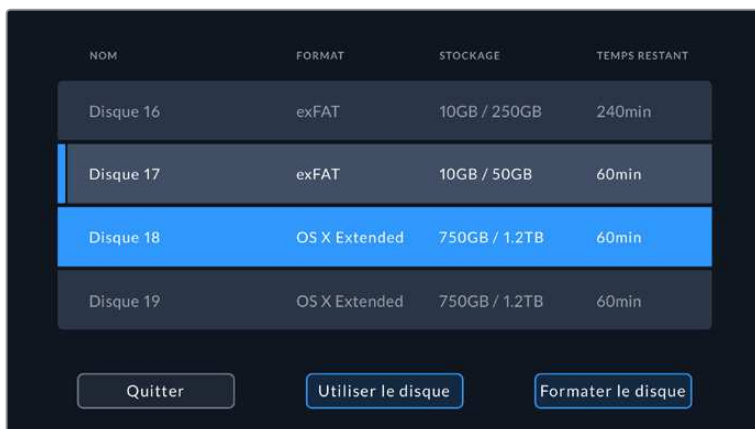 NOM FORMAT STOCKAGE TEMPS RESTANT
Disque 16 exFAT 10GB / 250GB 240min
Disque 17 exFAT 10GB / 50GB 60min
Disque 18 OS X Extended 750GB / 1.2TB 60min
Disque 19 OS X Extended 750GB / 1.2TB 60min
Quitter Utiliser le disque Formater le disque